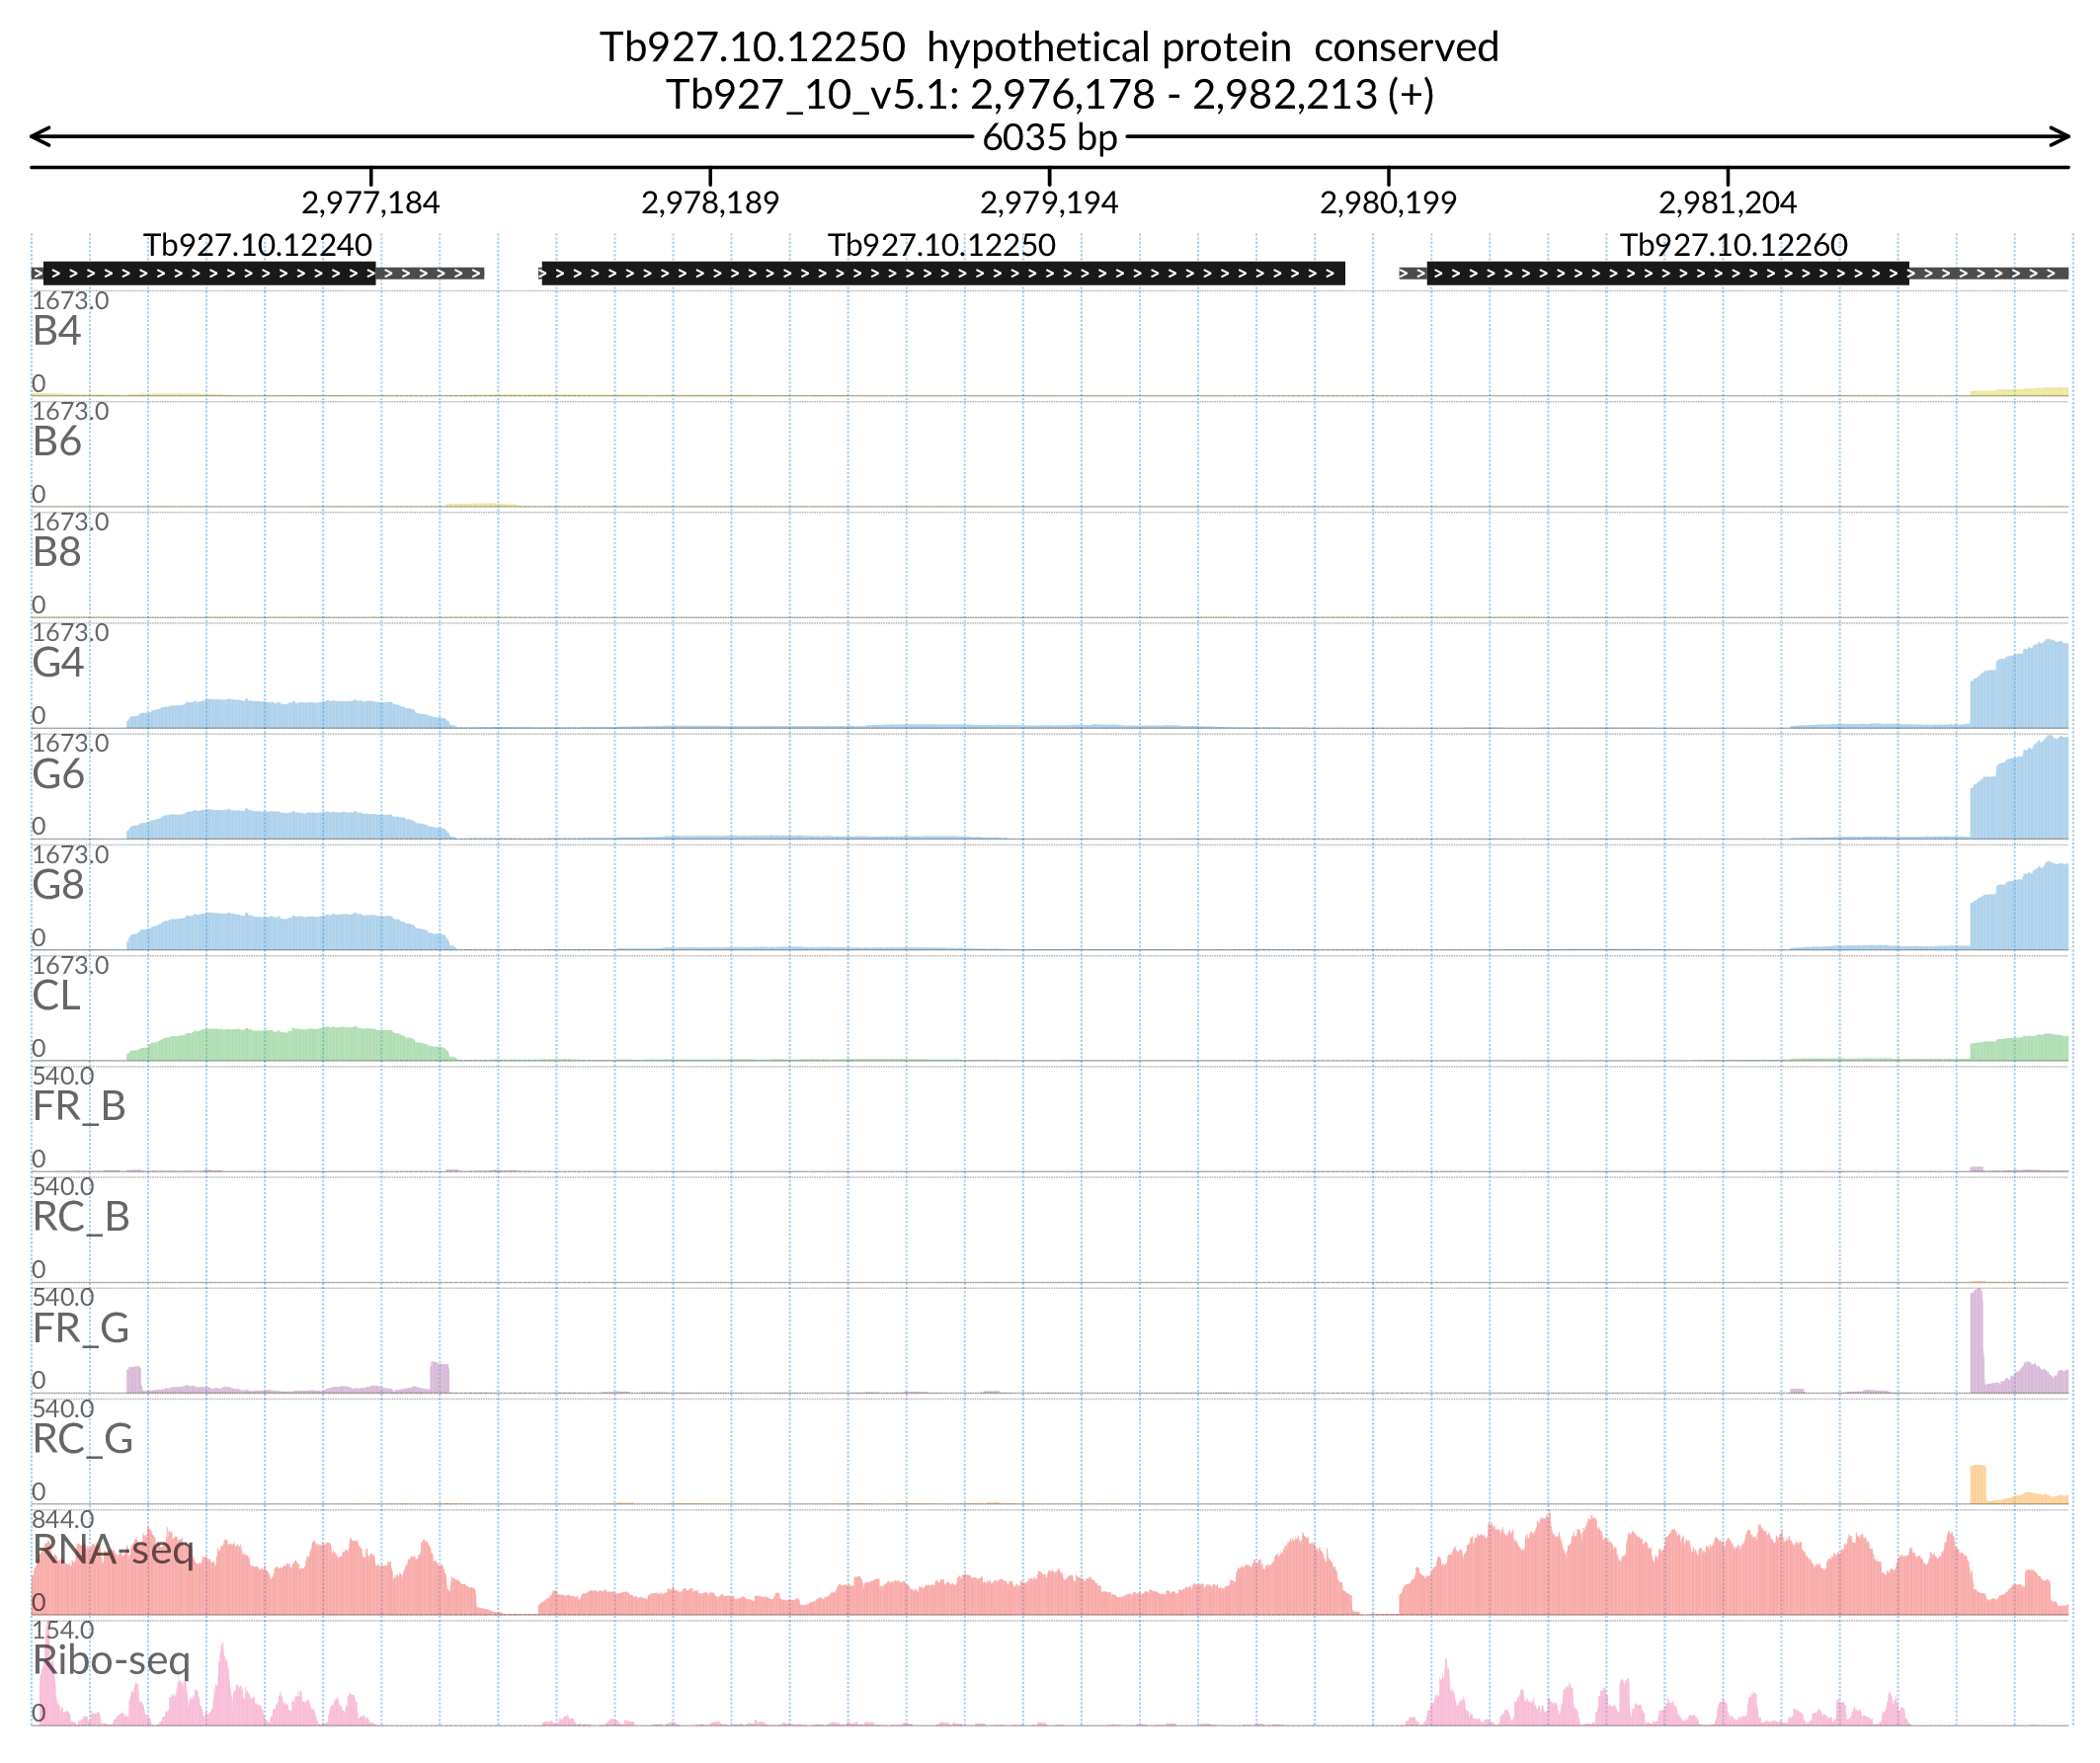 Tb927.10.12250  hypothetical protein  conserved
Tb927_10_v5.1: 2,976,178 - 2,982,213 (+)
6035 bp
2,977,184 2,978,189 2,979,194 2,980,199 2,981,204
Tb927.10.12240 Tb927.10.12250 Tb927.10.12260
1673.0
B4
0
1673.0
B6
0
1673.0
B8
0
1673.0
G4
0
1673.0
G6
0
1673.0
G8
0
1673.0
CL
0
540.0
FR_B
0
540.0
RC_B
0
540.0
FR_G
0
540.0
RC_G
0
844.0
RNA-seq
0
154.0
Ribo-seq
0